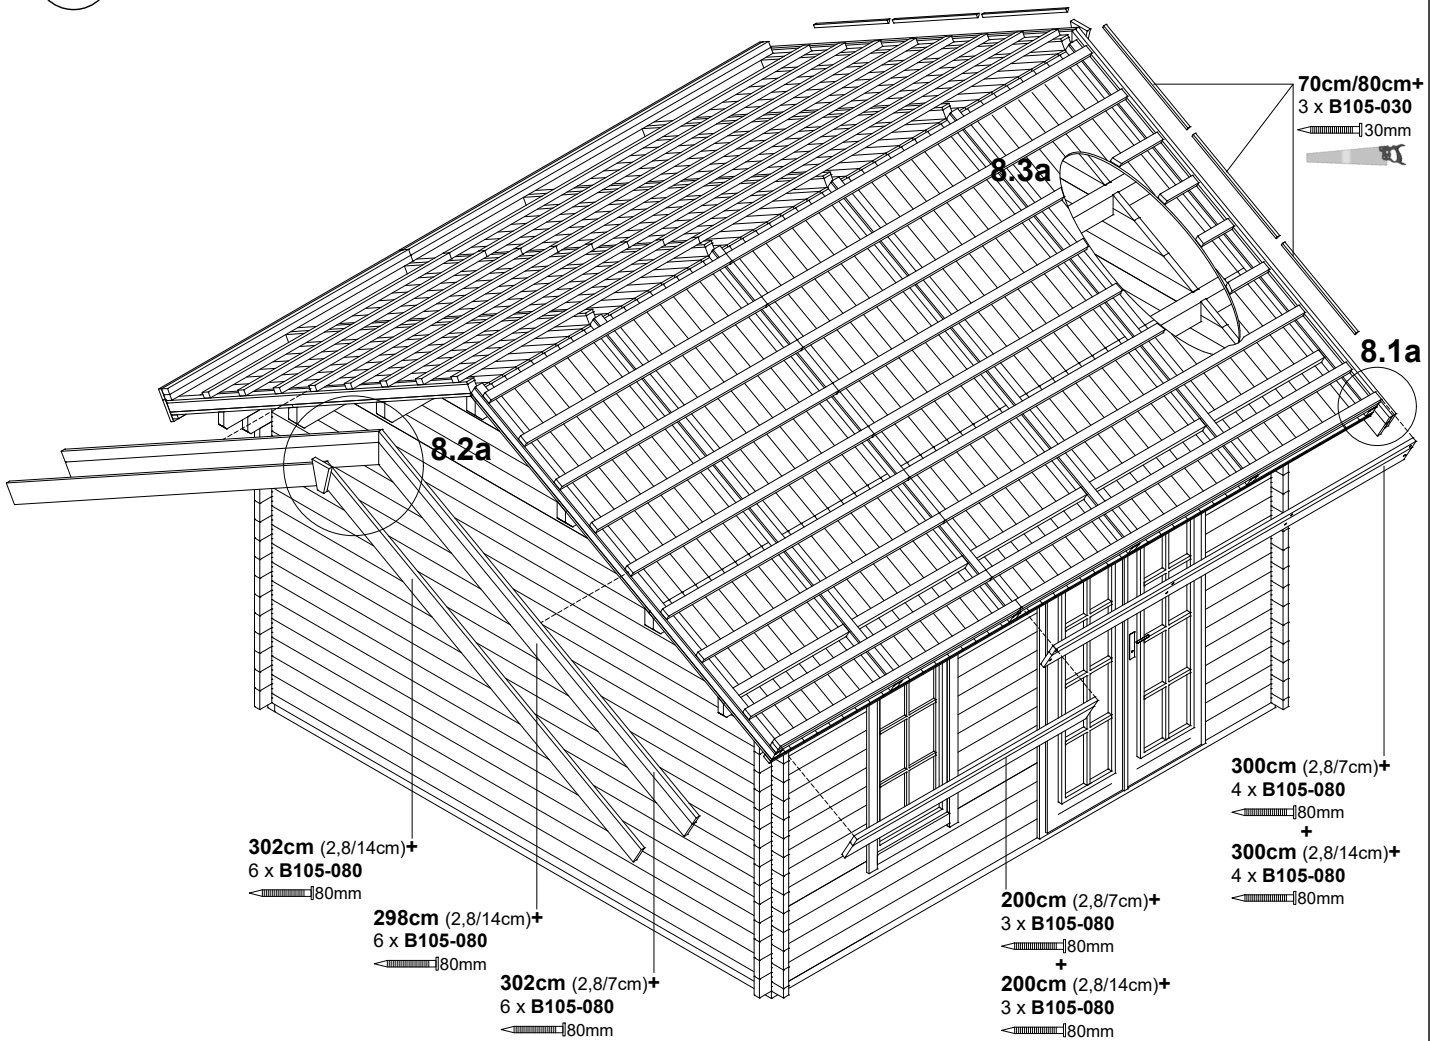 70cm/80cm+
3 x B105-030
30mm
8.3a
8.1a
8.2a
302cm (2,8/14cm)+
6 x B105-080
80mm
298cm (2,8/14cm)+
6 x B105-080
80mm
302cm (2,8/7cm)+
6 x B105-080
80mm
200cm (2,8/7cm)+
3 x B105-080
80mm
+
200cm (2,8/14cm)+
3 x B105-080
80mm
300cm (2,8/7cm)+
4 x B105-080
80mm
+
300cm (2,8/14cm)+
4 x B105-080
80mm